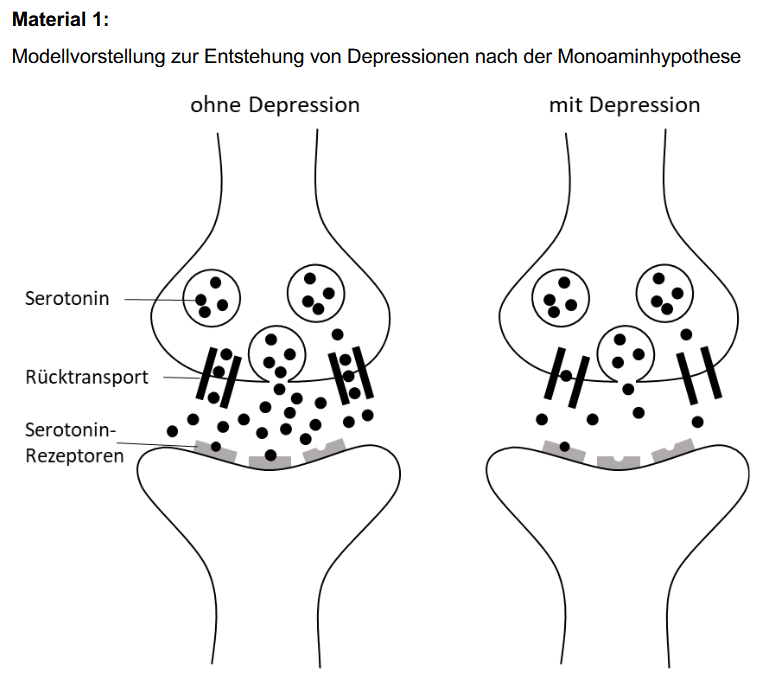 Material 1:
Modellvorstellung zur Entstehung von Depressionen nach der Monoaminhypothese
ohne Depression
mit Depression
Serotonin
Rücktransport
Serotonin-
Rezeptoren